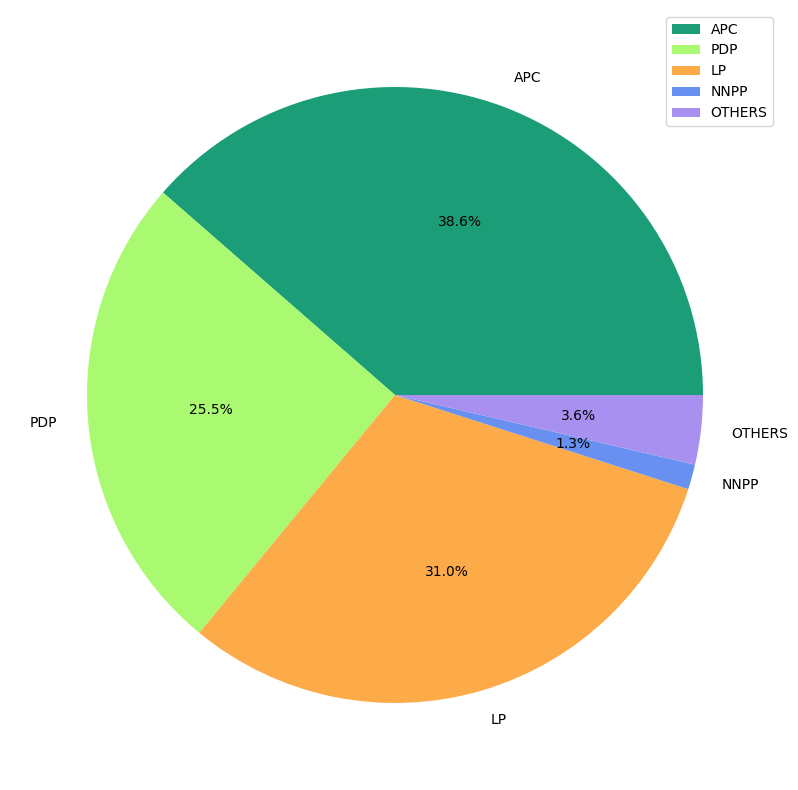 APC
PDP
LP
NNPP
OTHERS
APC
38.6%
PDP
25.5%
3.6%
OTHERS
1.3%
NNPP
31.0%
LP